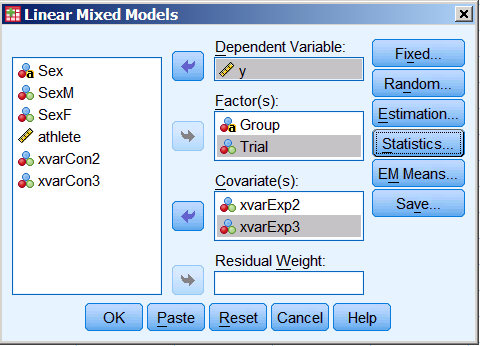 Linear Mixed Models
Sex
SexM
SexF
athlete
xvarCon2
xvarCon3
Dependent Variable:
y
Factor(s):
Group
Trial
Covariate(s):
xvarExp2
xvarExp3
Residual Weight:
Fixed...
Random...
Estimation...
Statistics...
EM Means...
Save...
OK Paste Reset Cancel Help